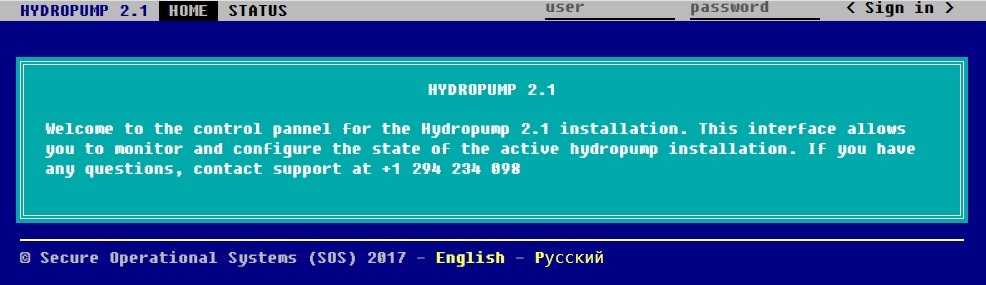 HYDROPUMP 2.1 HOME STATUS user password < Sign in >
HYDROPUMP 2.1
Welcome to the control pannel for the Hydropump 2.1 installation. This interface allows
you to monitor and configure the state of the active hydropump installation. If you have
any questions, contact support at +1 294 234 098
© Secure Operational Systems (SOS) 2017 - English - Русский